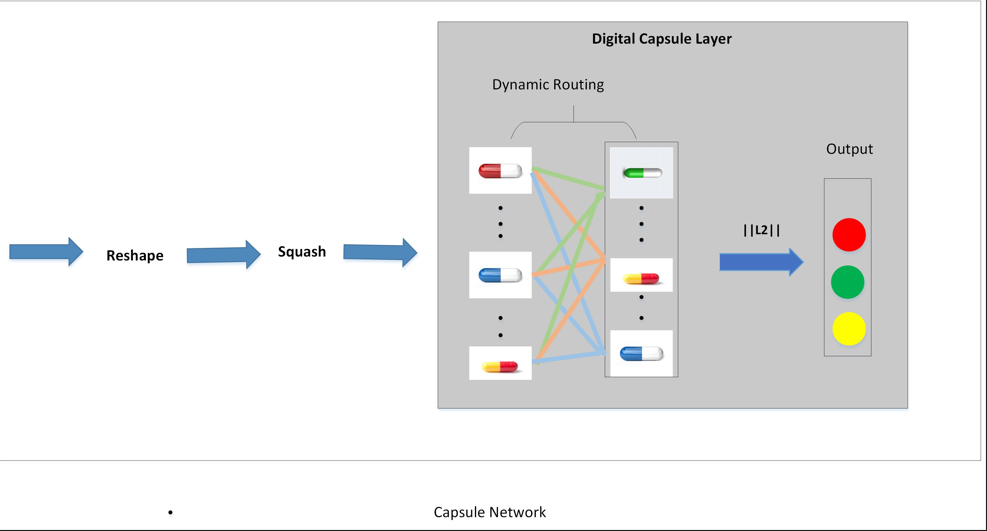 Digital Capsule Layer
Dynamic Routing
Output
||L2||
Reshape
Squash
• Capsule Network